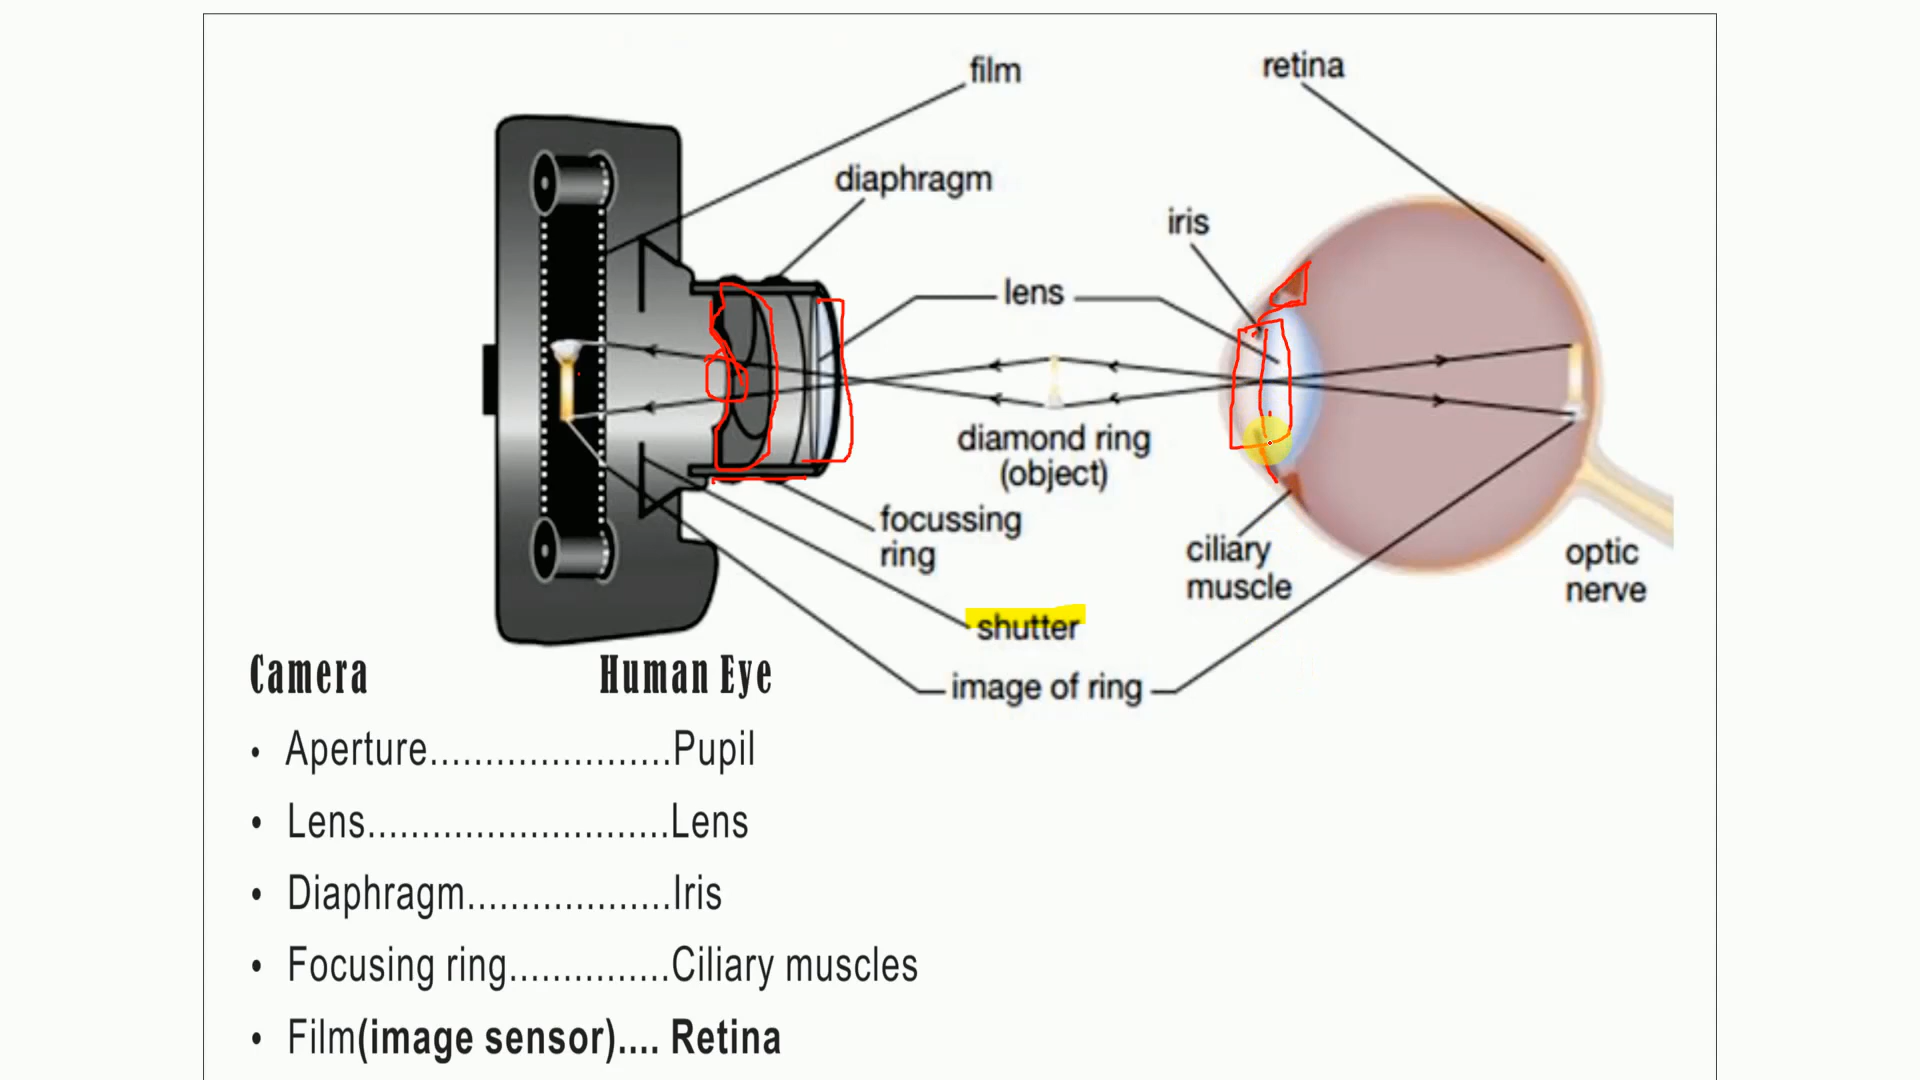 film
retina
diaphragm
iris
lens
diamond ring
(object)
focussing
ring
ciliary
muscle
optic
nerve
shutter
image of ring
Camera Human Eye
• Aperture......................Pupil
• Lens...........................Lens
• Diaphragm...................Iris
• Focusing ring...............Ciliary muscles
• Film(image sensor).... Retina